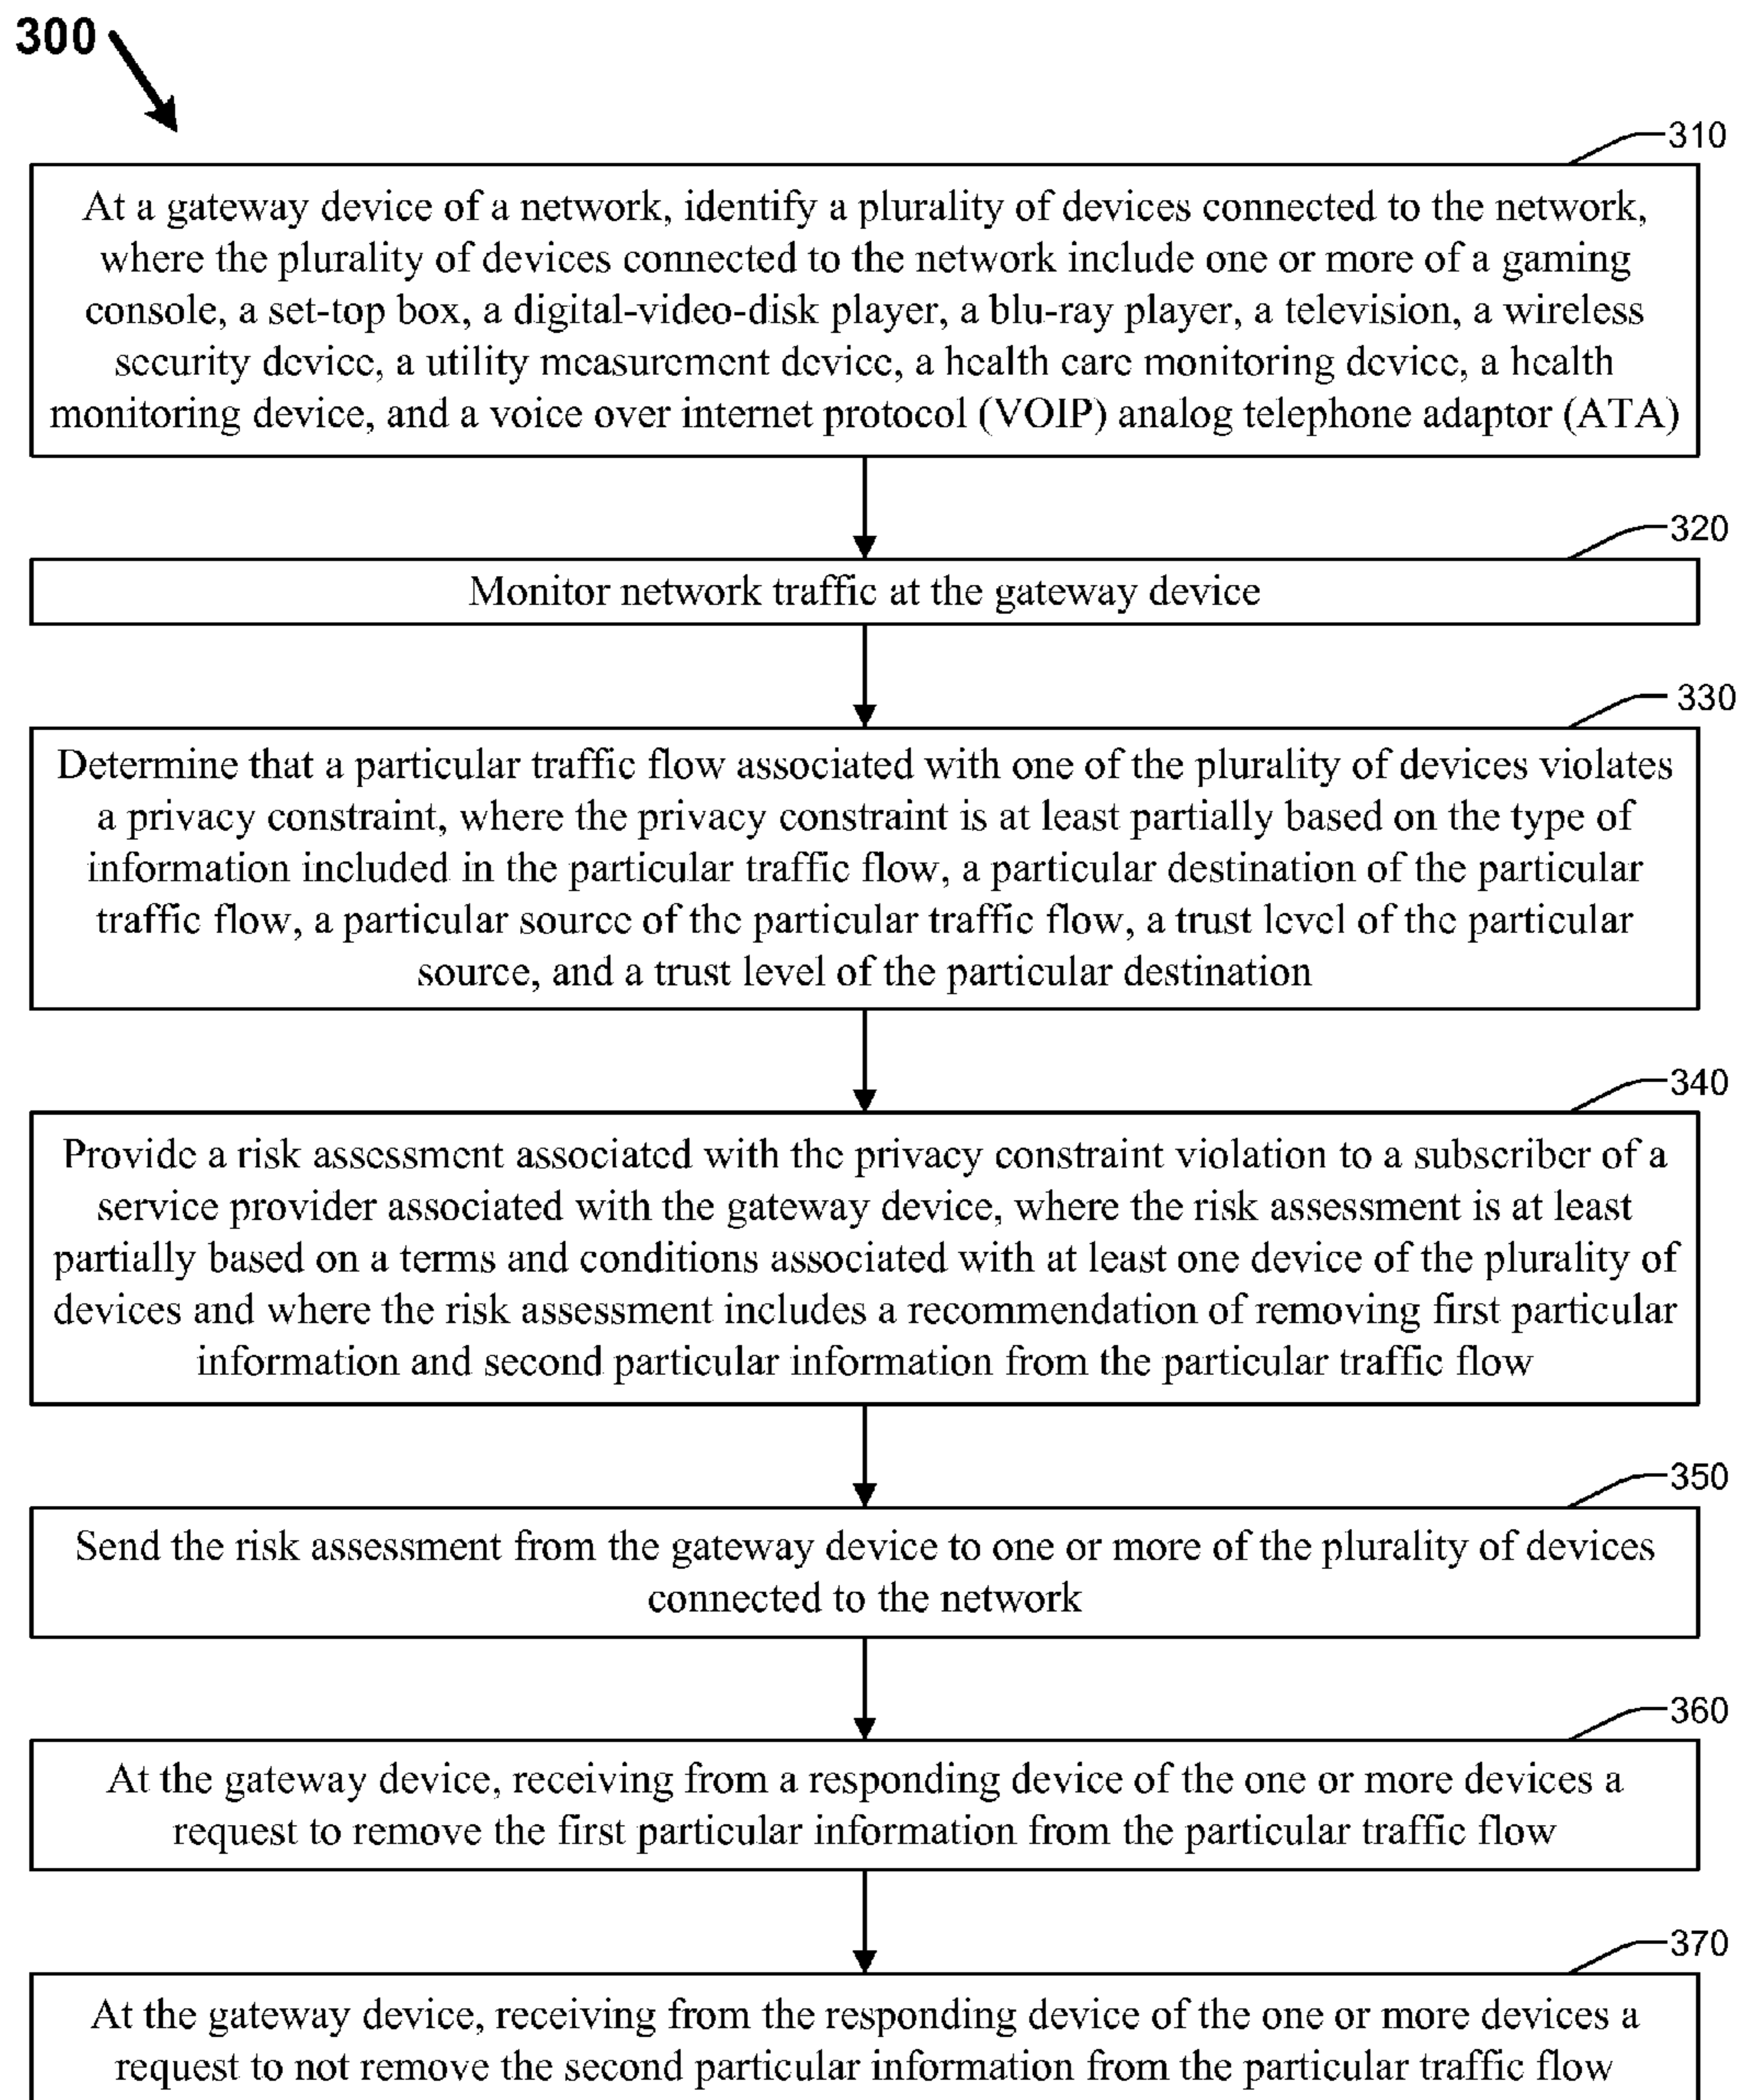 300
310
At a gateway device of a network, identify a plurality of devices connected to the network,
where the plurality of devices connected to the network include one or more of a gaming
console, a set-top box, a digital-video-disk player, a blu-ray player, a television, a wireless
security device, a utility measurement device, a health care monitoring device, a health
monitoring device, and a voice over internet protocol (VOIP) analog telephone adaptor (ATA)
320
Monitor network traffic at the gateway device
330
Determine that a particular traffic flow associated with one of the plurality of devices violates
a privacy constraint, where the privacy constraint is at least partially based on the type of
information included in the particular traffic flow, a particular destination of the particular
traffic flow, a particular source of the particular traffic flow, a trust level of the particular
source, and a trust level of the particular destination
340
Provide a risk assessment associated with the privacy constraint violation to a subscriber of a
service provider associated with the gateway device, where the risk assessment is at least
partially based on a terms and conditions associated with at least one device of the plurality of
devices and where the risk assessment includes a recommendation of removing first particular
information and second particular information from the particular traffic flow
350
Send the risk assessment from the gateway device to one or more of the plurality of devices
connected to the network
360
At the gateway device, receiving from a responding device of the one or more devices a
request to remove the first particular information from the particular traffic flow
370
At the gateway device, receiving from the responding device of the one or more devices a
request to not remove the second particular information from the particular traffic flow